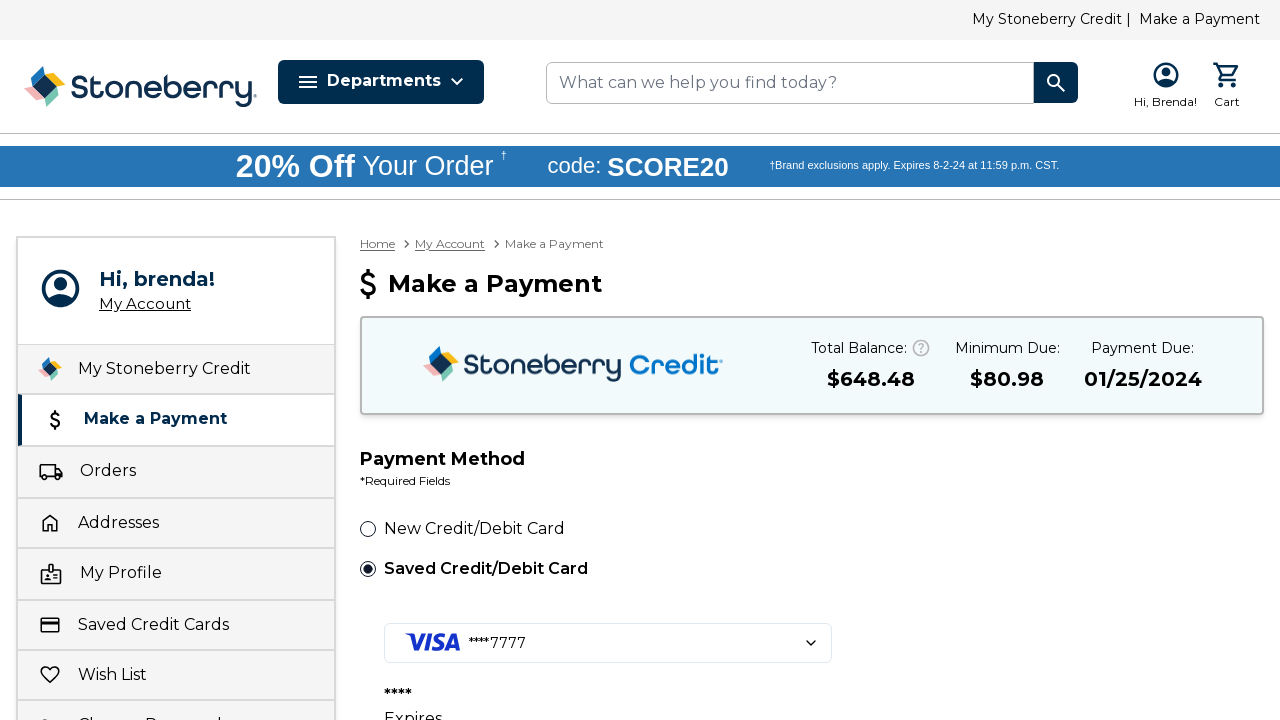 My Stoneberry Credit | Make a Payment
Stoneberry
Departments
What can we help you find today?
Hi, Brenda!
Cart
20% Off Your Order † code: SCORE20 †Brand exclusions apply. Expires 8-2-24 at 11:59 p.m. CST.
Hi, brenda!
My Account
My Stoneberry Credit
Make a Payment
Orders
Addresses
My Profile
Saved Credit Cards
Wish List
Home > My Account > Make a Payment
$ Make a Payment
Stoneberry Credit
Total Balance: ?
$648.48
Minimum Due:
$80.98
Payment Due:
01/25/2024
Payment Method
*Required Fields
New Credit/Debit Card
Saved Credit/Debit Card
VISA ****7777
****
Expires